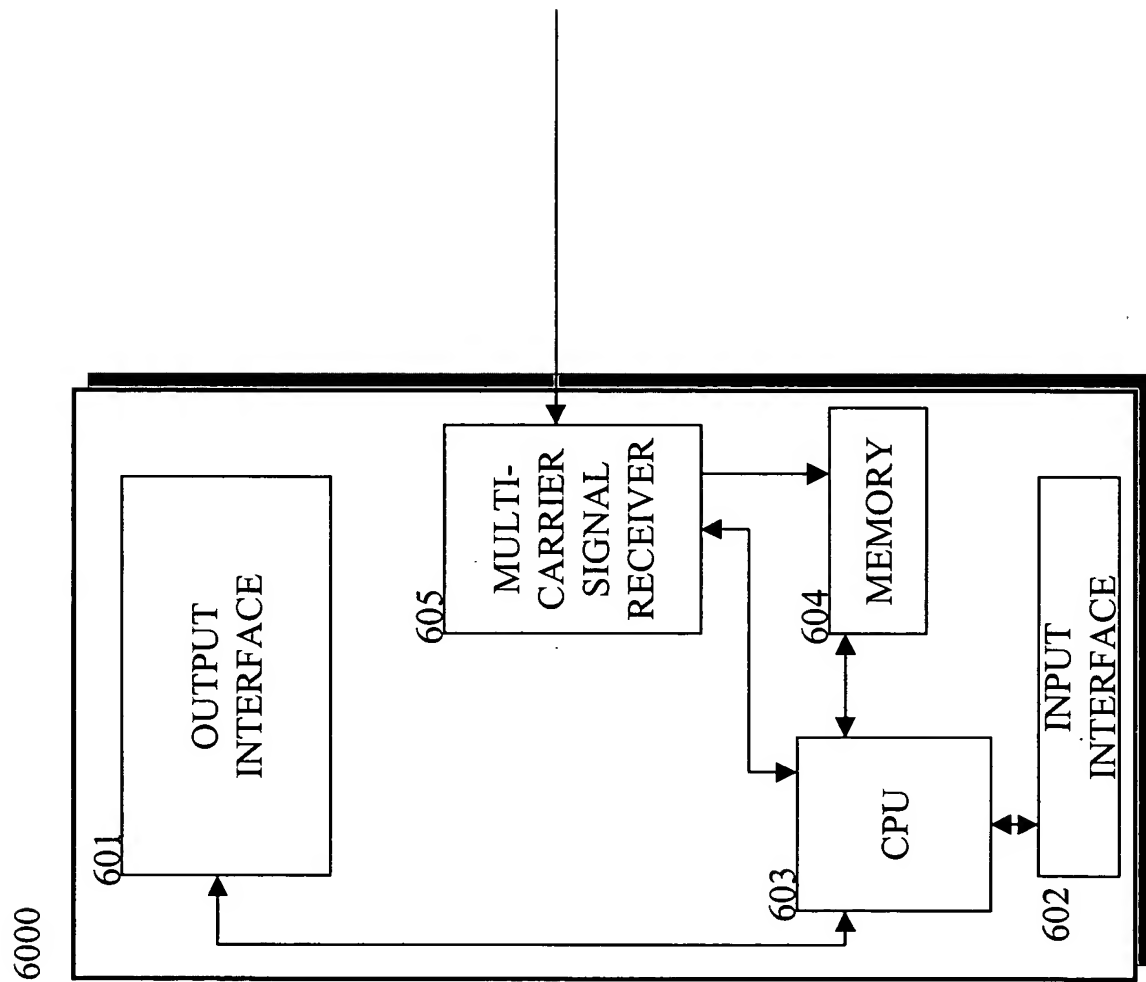 6000
601
OUTPUT
INTERFACE
605
MULTI-
CARRIER
SIGNAL
RECEIVER
604
MEMORY
603
CPU
602
INPUT
INTERFACE